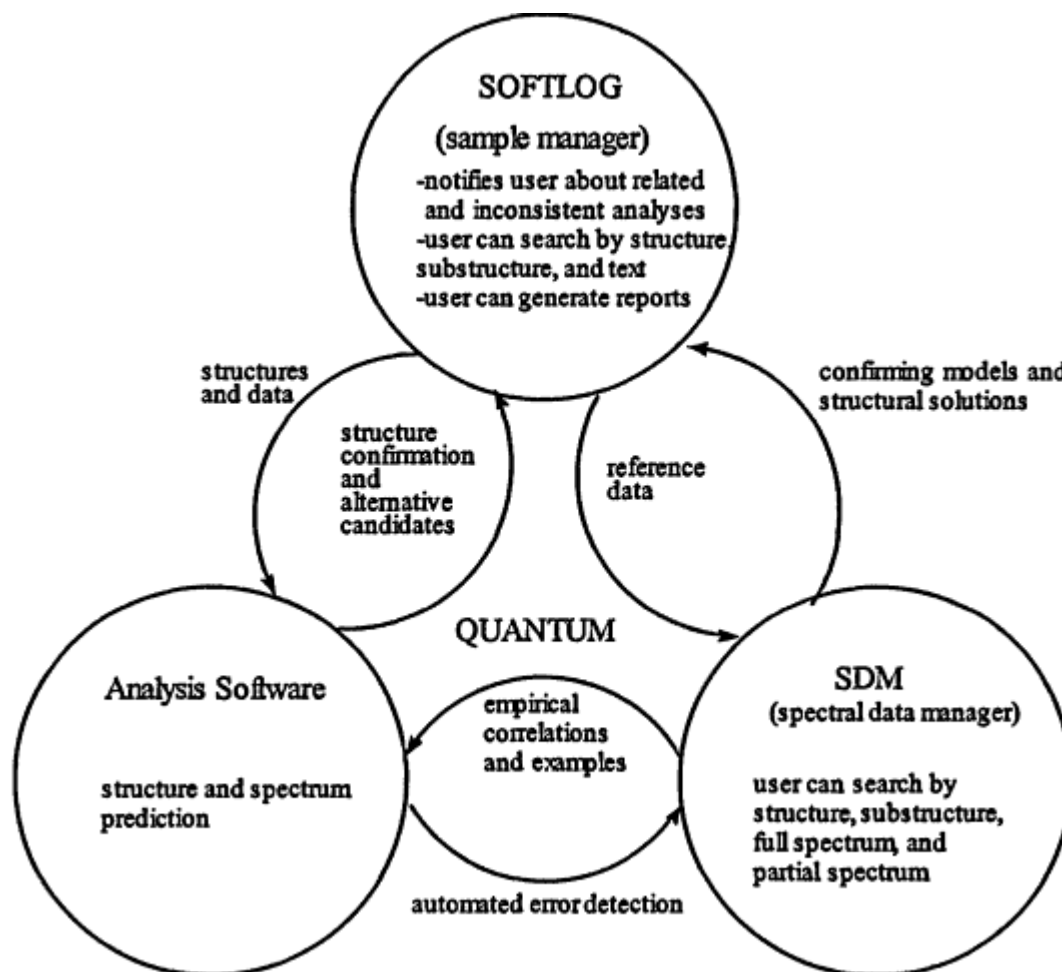 SOFTLOG
(sample manager)
-notifies user about related
and inconsistent analyses
-user can search by structure,
substructure, and text
-user can generate reports
structures
and data
structure
confirmation
and
alternative
candidates
reference
data
confirming models and
structural solutions
QUANTUM
Analysis Software
structure and spectrum
prediction
empirical
correlations
and examples
automated error detection
SDM
(spectral data manager)
user can search by
structure, substructure,
full spectrum, and
partial spectrum